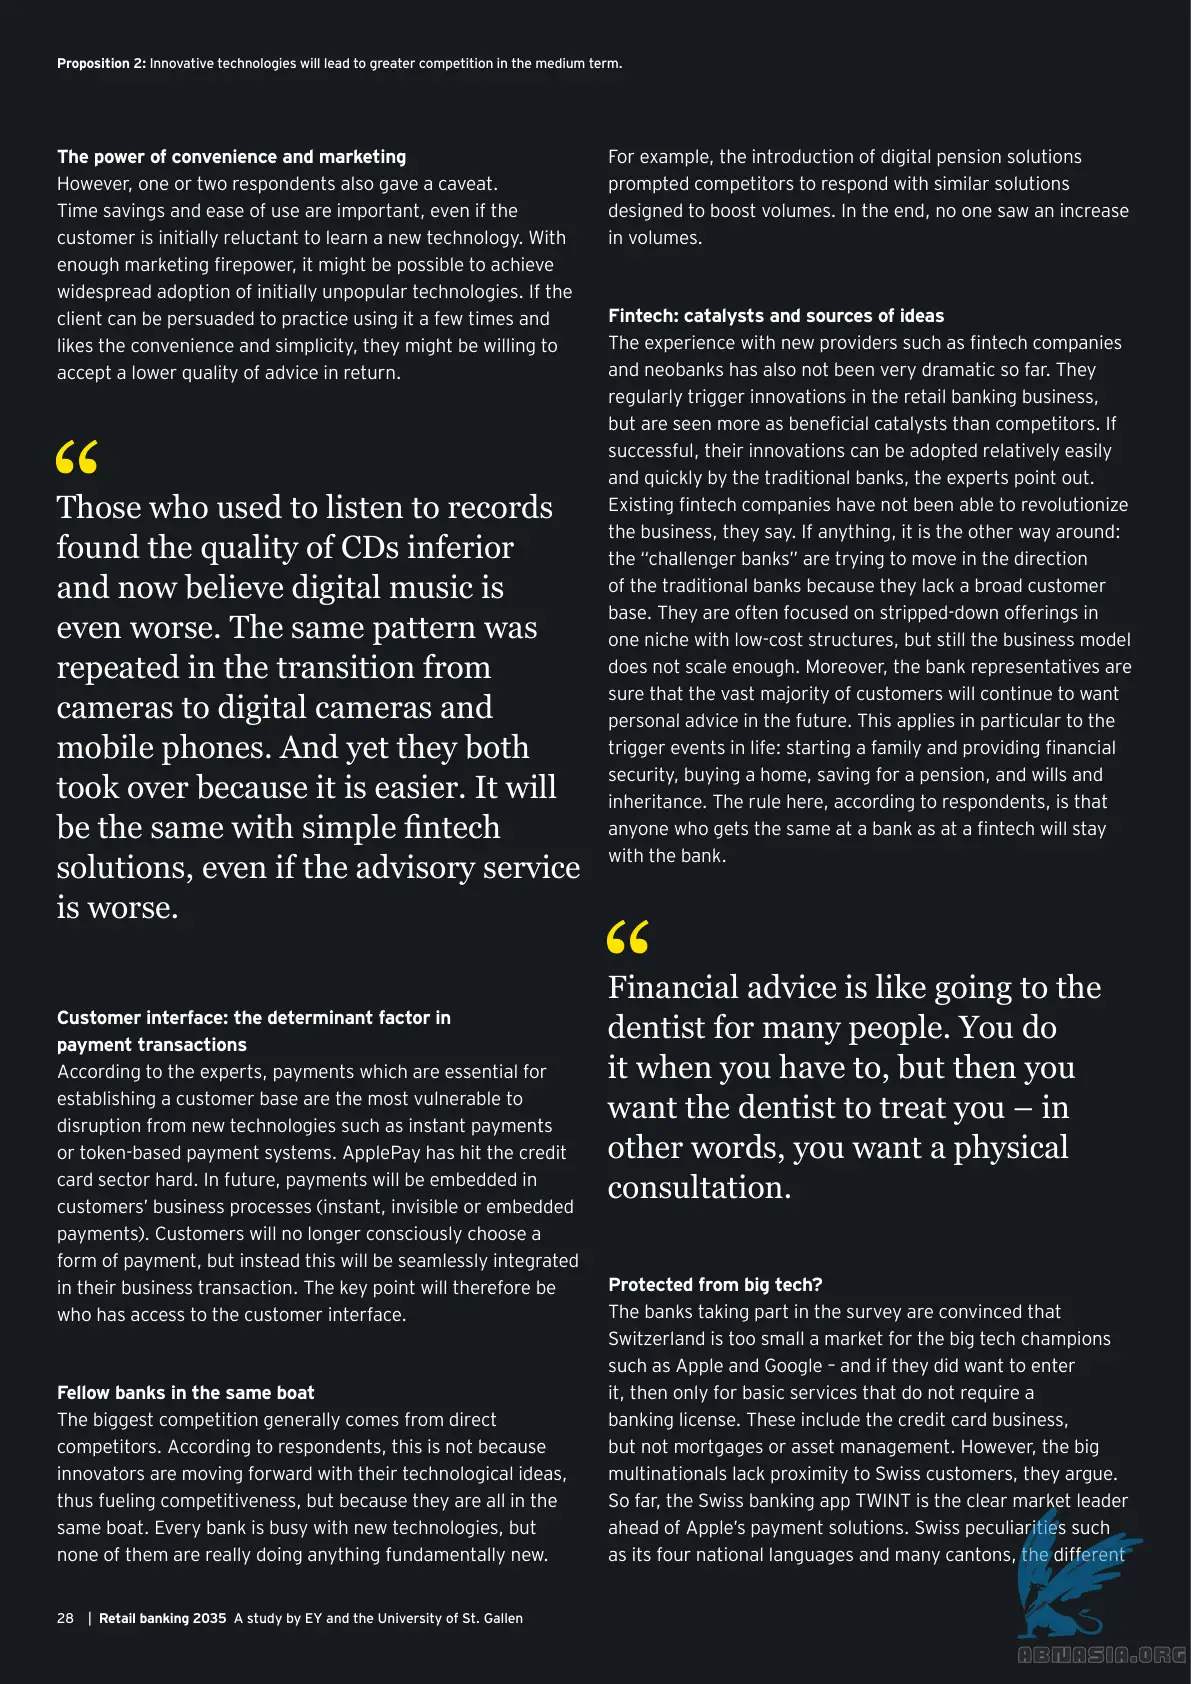 Proposition 2: Innovative technologies will lead to greater competition in the medium term.
The power of convenience and marketing
However, one or two respondents also gave a caveat.
Time savings and ease of use are important, even if the
customer is initially reluctant to learn a new technology. With
enough marketing firepower, it might be possible to achieve
widespread adoption of initially unpopular technologies. If the
client can be persuaded to practice using it a few times and
likes the convenience and simplicity, they might be willing to
accept a lower quality of advice in return.
“
Those who used to listen to records
found the quality of CDs inferior
and now believe digital music is
even worse. The same pattern was
repeated in the transition from
cameras to digital cameras and
mobile phones. And yet they both
took over because it is easier. It will
be the same with simple fintech
solutions, even if the advisory service
is worse.
Customer interface: the determinant factor in
payment transactions
According to the experts, payments which are essential for
establishing a customer base are the most vulnerable to
disruption from new technologies such as instant payments
or token-based payment systems. ApplePay has hit the credit
card sector hard. In future, payments will be embedded in
customers’ business processes (instant, invisible or embedded
payments). Customers will no longer consciously choose a
form of payment, but instead this will be seamlessly integrated
in their business transaction. The key point will therefore be
who has access to the customer interface.
Fellow banks in the same boat
The biggest competition generally comes from direct
competitors. According to respondents, this is not because
innovators are moving forward with their technological ideas,
thus fueling competitiveness, but because they are all in the
same boat. Every bank is busy with new technologies, but
none of them are really doing anything fundamentally new.
For example, the introduction of digital pension solutions
prompted competitors to respond with similar solutions
designed to boost volumes. In the end, no one saw an increase
in volumes.
Fintech: catalysts and sources of ideas
The experience with new providers such as fintech companies
and neobanks has also not been very dramatic so far. They
regularly trigger innovations in the retail banking business,
but are seen more as beneficial catalysts than competitors. If
successful, their innovations can be adopted relatively easily
and quickly by the traditional banks, the experts point out.
Existing fintech companies have not been able to revolutionize
the business, they say. If anything, it is the other way around:
the “challenger banks” are trying to move in the direction
of the traditional banks because they lack a broad customer
base. They are often focused on stripped-down offerings in
one niche with low-cost structures, but still the business model
does not scale enough. Moreover, the bank representatives are
sure that the vast majority of customers will continue to want
personal advice in the future. This applies in particular to the
trigger events in life: starting a family and providing financial
security, buying a home, saving for a pension, and wills and
inheritance. The rule here, according to respondents, is that
anyone who gets the same at a bank as at a fintech will stay
with the bank.
“
Financial advice is like going to the
dentist for many people. You do
it when you have to, but then you
want the dentist to treat you – in
other words, you want a physical
consultation.
Protected from big tech?
The banks taking part in the survey are convinced that
Switzerland is too small a market for the big tech champions
such as Apple and Google – and if they did want to enter
it, then only for basic services that do not require a
banking license. These include the credit card business,
but not mortgages or asset management. However, the big
multinationals lack proximity to Swiss customers, they argue.
So far, the Swiss banking app TWINT is the clear market leader
ahead of Apple’s payment solutions. Swiss peculiarities such
as its four national languages and many cantons, the different
28 | Retail banking 2035 A study by EY and the University of St. Gallen
ABNASIA.ORG